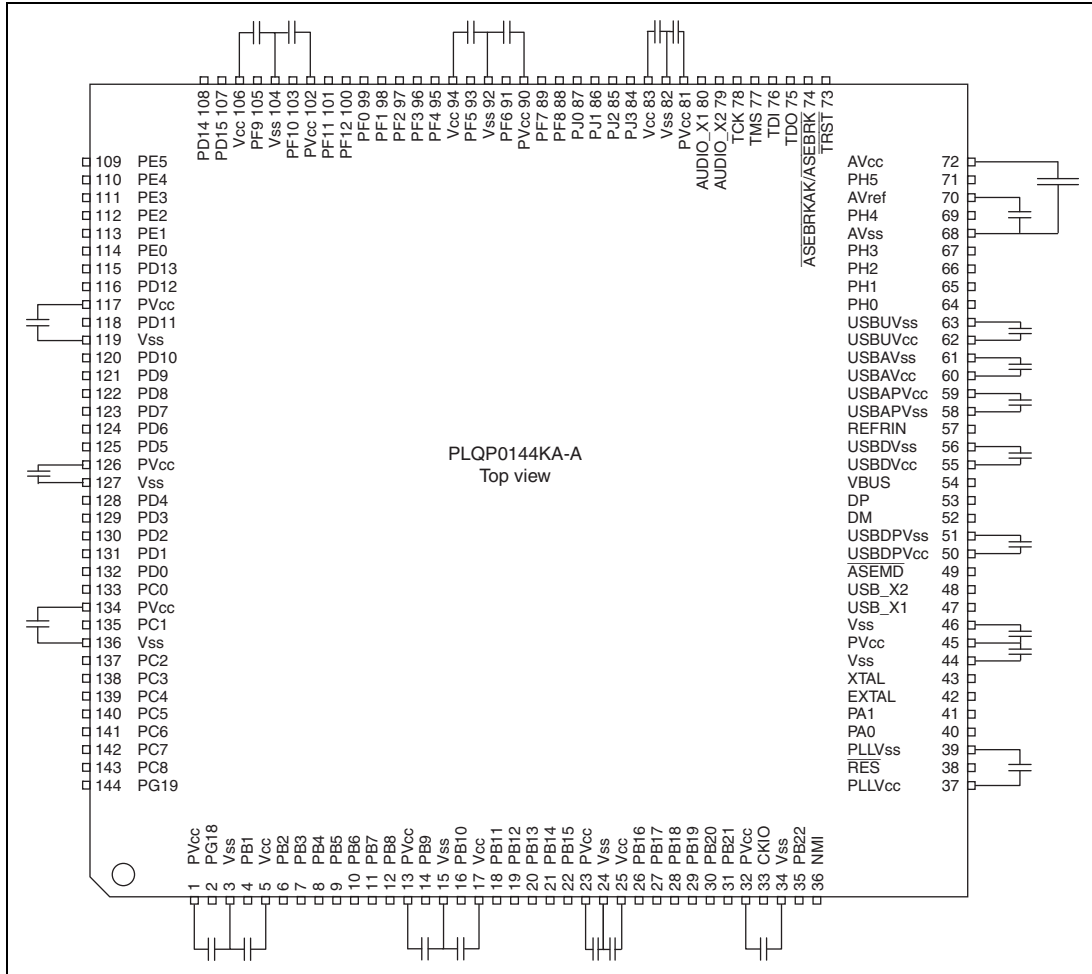 PD14 108
PD15 107
Vcc 106
PF9 105
Vss 104
PF10 103
PVcc 102
PF11 101
PF12 100
PF0 99
PF1 98
PF2 97
PF3 96
PF4 95
Vcc 94
PF5 93
Vss 92
PF6 91
PVcc 90
PF7 89
PF8 88
PJ0 87
PJ1 86
PJ2 85
PJ3 84
Vcc 83
Vss 82
PVcc 81
AUDIO_X1 80
AUDIO_X2 79
TCK 78
TMS 77
TDI 76
TDO 75
ASEBRKAK/ASEBRK 74
TRST 73
109 PE5
110 PE4
111 PE3
112 PE2
113 PE1
114 PE0
115 PD13
116 PD12
117 PVcc
118 PD11
119 Vss
120 PD10
121 PD9
122 PD8
123 PD7
124 PD6
125 PD5
126 PVcc
127 Vss
128 PD4
129 PD3
130 PD2
131 PD1
132 PD0
133 PC0
134 PVcc
135 PC1
136 Vss
137 PC2
138 PC3
139 PC4
140 PC5
141 PC6
142 PC7
143 PC8
144 PG19
PLQP0144KA-A
Top view
AVcc 72
PH5 71
AVref 70
PH4 69
AVss 68
PH3 67
PH2 66
PH1 65
PH0 64
USBUVss 63
USBUVcc 62
USBAVss 61
USBAVcc 60
USBAPVcc 59
USBAPVss 58
REFRIN 57
USBDVss 56
USBDVcc 55
VBUS 54
DP 53
DM 52
USBDPVss 51
USBDPVcc 50
ASEMD 49
USB_X2 48
USB_X1 47
Vss 46
PVcc 45
Vss 44
XTAL 43
EXTAL 42
PA1 41
PA0 40
PLLVss 39
RES 38
PLLVcc 37
1 PVcc
2 PG18
3 Vss
4 PB1
5 Vcc
6 PB2
7 PB3
8 PB4
9 PB5
10 PB6
11 PB7
12 PB8
13 PVcc
14 PB9
15 Vss
16 PB10
17 Vcc
18 PB11
19 PB12
20 PB13
21 PB14
22 PB15
23 PVcc
24 Vss
25 Vcc
26 PB16
27 PB17
28 PB18
29 PB19
30 PB20
31 PB21
32 PVcc
33 CKIO
34 Vss
35 PB22
36 NMI